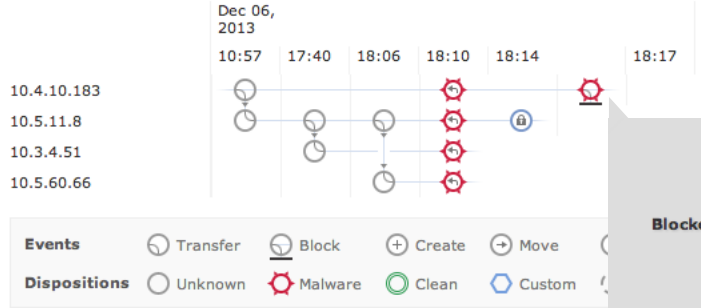 Dec 06,
2013
10:57 17:40 18:06 18:10 18:14 18:17
10.4.10.183
10.5.11.8
10.3.4.51
10.5.60.66
Events Transfer Block Create Move
Dispositions Unknown Malware Clean Custom